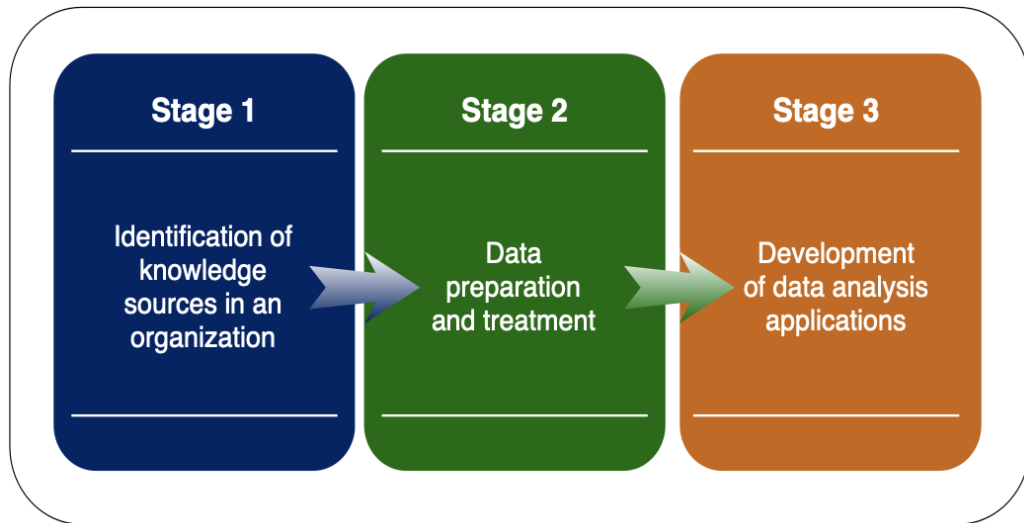 Stage 1
Identification of
knowledge
sources in an
organization
Stage 2
Data
preparation
and treatment
Stage 3
Development
of data analysis
applications